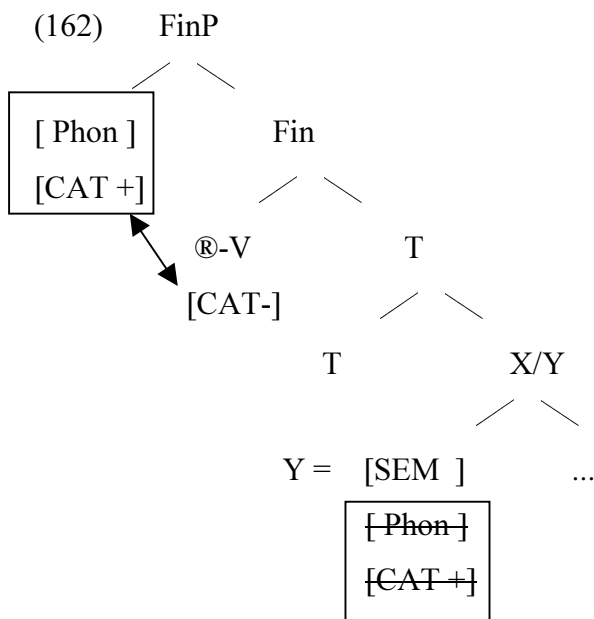 (162) FinP
[ Phon ] Fin
[CAT +]
®-V T
[CAT-]
T X/Y
Y = [SEM ] ...
[ Phon ]
[CAT +]